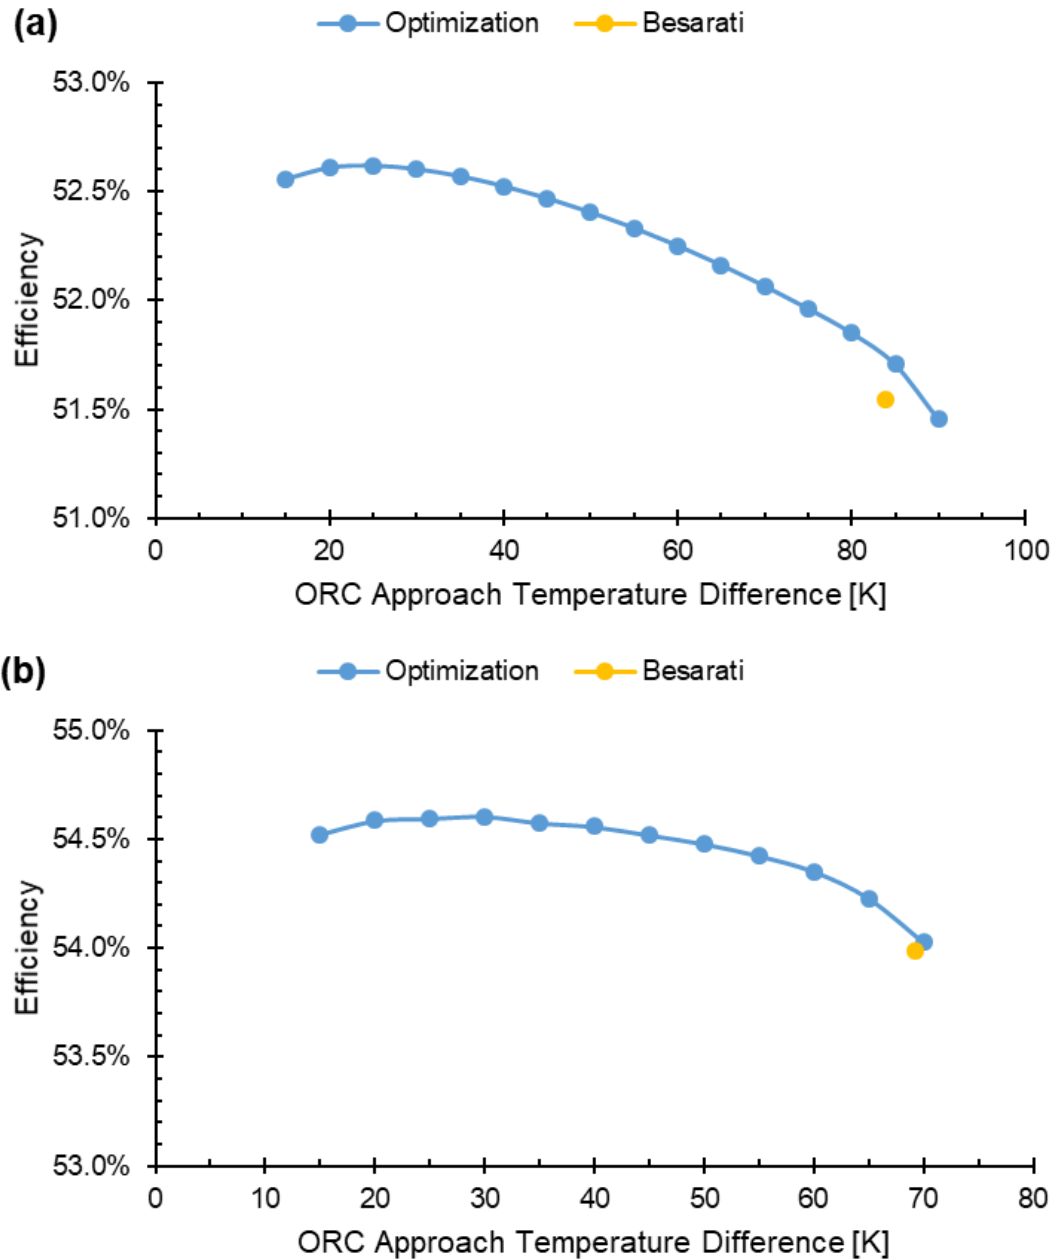 (a)
Optimization Besarati
53.0%
52.5%
52.0%
51.5%
51.0%
Efficiency
0 20 40 60 80 100
ORC Approach Temperature Difference [K]
(b)
Optimization Besarati
55.0%
54.5%
54.0%
53.5%
53.0%
Efficiency
0 10 20 30 40 50 60 70 80
ORC Approach Temperature Difference [K]